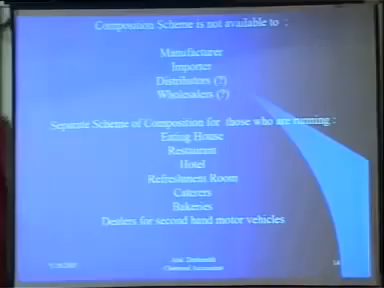 Composition Scheme is not available to :
Manufacturer
Importer
Distributors (?)
Wholesalers (?)
Separate Scheme of Composition for those who are running :
Eating House
Restaurant
Hotel
Refreshment Room
Caterers
Bakeries
Dealers for second hand motor vehicles
Chartered Accountant
14